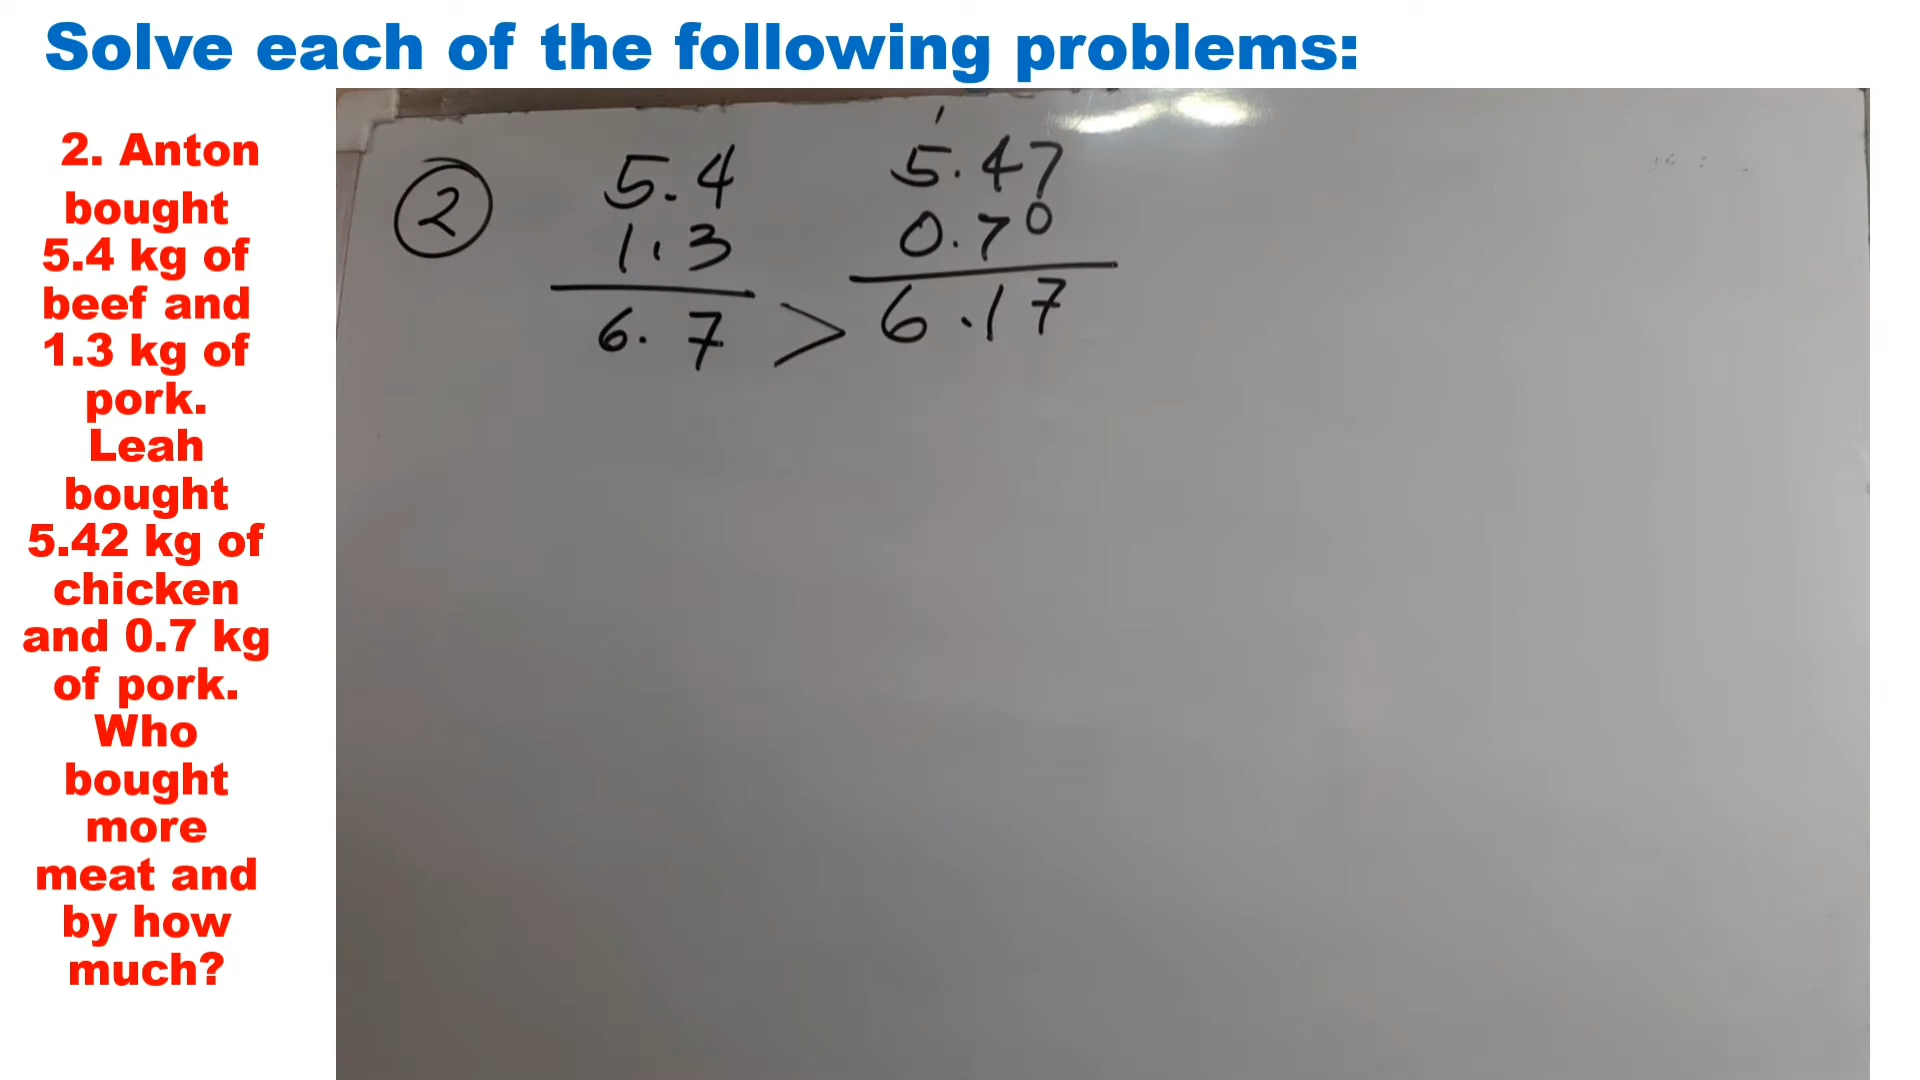 Solve each of the following problems:
2. Anton
bought
5.4 kg of
beef and
1.3 kg of
pork.
Leah
bought
5.42 kg of
chicken
and 0.7 kg
of pork.
Who
bought
more
meat and
by how
much?
2
5.4
1.3
6.7 >
1
5.47
0.70
6.17